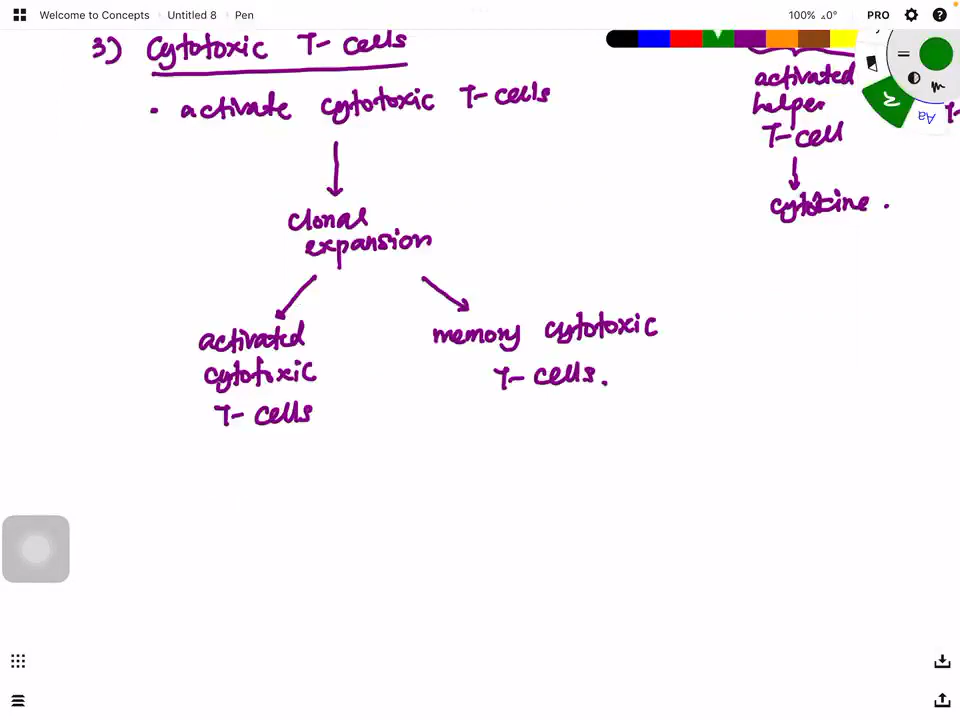 Welcome to Concepts Untitled 8 Pen
100% 0° PRO
3) Cytotoxic T-Cells
• activate cytotoxic T-cells
clonal
expansion
activated
cytotoxic
T-cells
memory cytotoxic
T-cells.
activated
helper
T-cell
cytokine.
Aa